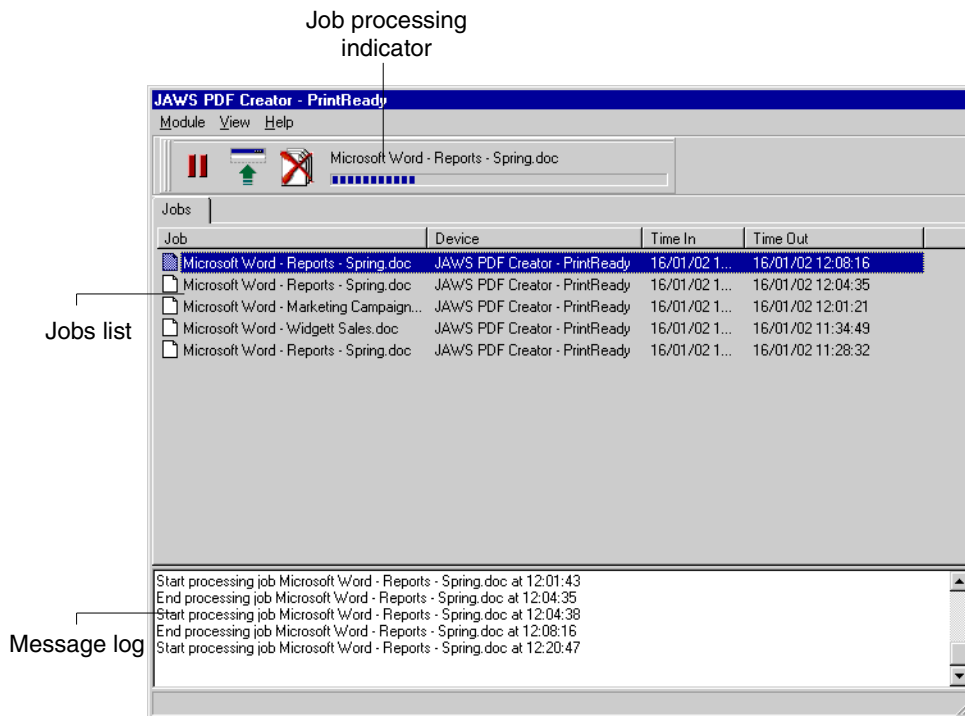 Job processing
indicator
JAWS PDF Creator - PrintReady
Module View Help
Microsoft Word - Reports - Spring.doc
Jobs
Job Device Time In Time Out
Microsoft Word - Reports - Spring.doc JAWS PDF Creator - PrintReady 16/01/02 1... 16/01/02 12:08:16
Microsoft Word - Reports - Spring.doc JAWS PDF Creator - PrintReady 16/01/02 1... 16/01/02 12:04:35
Microsoft Word - Marketing Campaign... JAWS PDF Creator - PrintReady 16/01/02 1... 16/01/02 12:01:21
Microsoft Word - Widgett Sales.doc JAWS PDF Creator - PrintReady 16/01/02 1... 16/01/02 11:34:49
Microsoft Word - Reports - Spring.doc JAWS PDF Creator - PrintReady 16/01/02 1... 16/01/02 11:28:32
Jobs list
Start processing job Microsoft Word - Reports - Spring.doc at 12:01:43
End processing job Microsoft Word - Reports - Spring.doc at 12:04:35
Start processing job Microsoft Word - Reports - Spring.doc at 12:04:38
End processing job Microsoft Word - Reports - Spring.doc at 12:08:16
Start processing job Microsoft Word - Reports - Spring.doc at 12:20:47
Message log